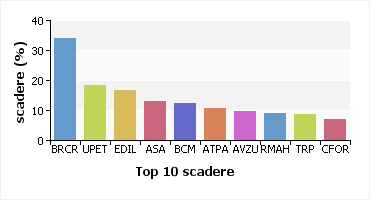 scadere (%)
40
30
20
10
0
BRCR UPET EDIL ASA BCM ATPA AVZU RMAH TRP CFOR
Top 10 scadere